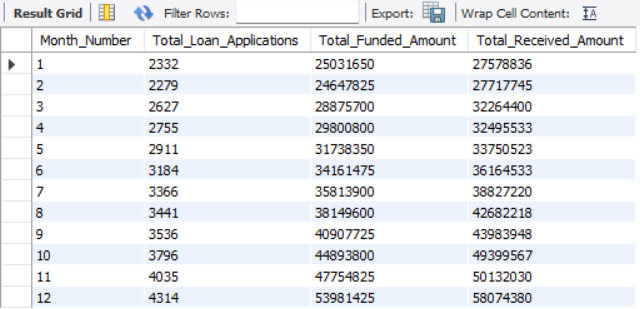 Result Grid Filter Rows: Export: Wrap Cell Content: IA
Month_Number Total_Loan_Applications Total_Funded_Amount Total_Received_Amount
1 2332 25031650 27578836
2 2279 24647825 27717745
3 2627 28875700 32264400
4 2755 29800800 32495533
5 2911 31738350 33750523
6 3184 34161475 36164533
7 3366 35813900 38827220
8 3441 38149600 42682218
9 3536 40907725 43983948
10 3796 44893800 49399567
11 4035 47754825 50132030
12 4314 53981425 58074380